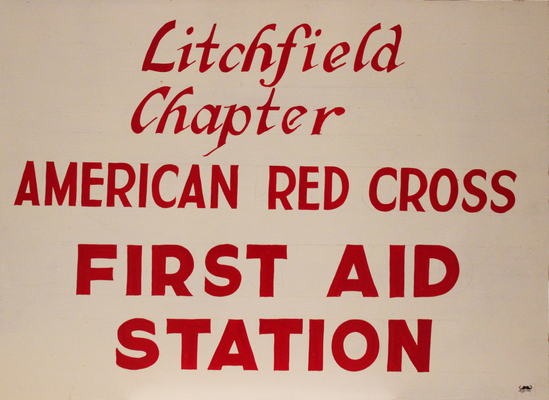 Litchfield
Chapter
AMERICAN RED CROSS
FIRST AID
STATION